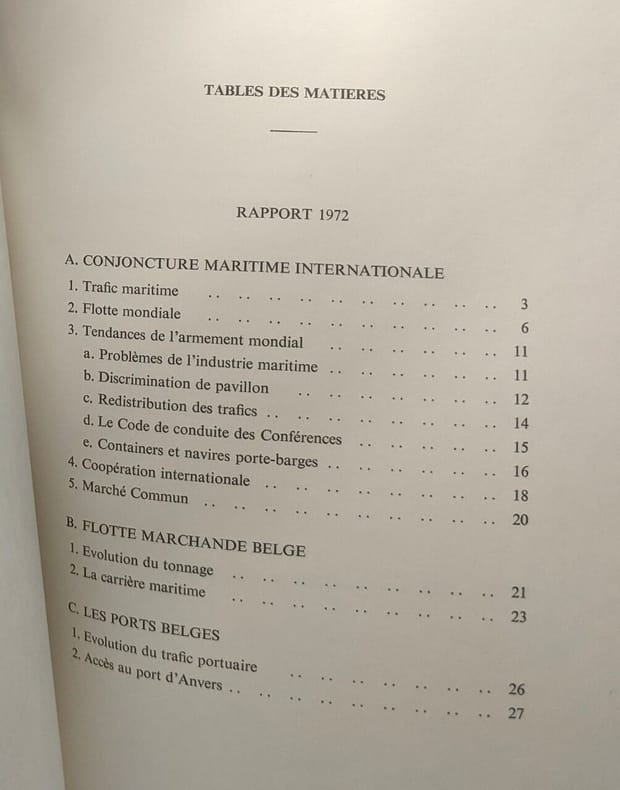 TABLES DES MATIERES
RAPPORT 1972
A. CONJONCTURE MARITIME INTERNATIONALE
1. Trafic maritime .. .. .. .. .. .. .. .. .. .. 3
2. Flotte mondiale .. .. .. .. .. .. .. .. .. .. 6
3. Tendances de l'armement mondial .. .. .. .. .. .. 11
a. Problèmes de l'industrie maritime .. .. .. .. .. .. 11
b. Discrimination de pavillon .. .. .. .. .. .. .. 12
c. Redistribution des trafics .. .. .. .. .. .. .. .. 14
d. Le Code de conduite des Conférences .. .. .. .. .. 15
e. Containers et navires porte-barges .. .. .. .. .. .. 16
4. Coopération internationale .. .. .. .. .. .. .. .. 18
5. Marché Commun .. .. .. .. .. .. .. .. .. .. 20
B. FLOTTE MARCHANDE BELGE
1. Evolution du tonnage .. .. .. .. .. .. .. .. .. 21
2. La carrière maritime .. .. .. .. .. .. .. .. .. 23
C. LES PORTS BELGES
1. Evolution du trafic portuaire .. .. .. .. .. .. .. 26
2. Accès au port d'Anvers .. .. .. .. .. .. .. .. .. 27